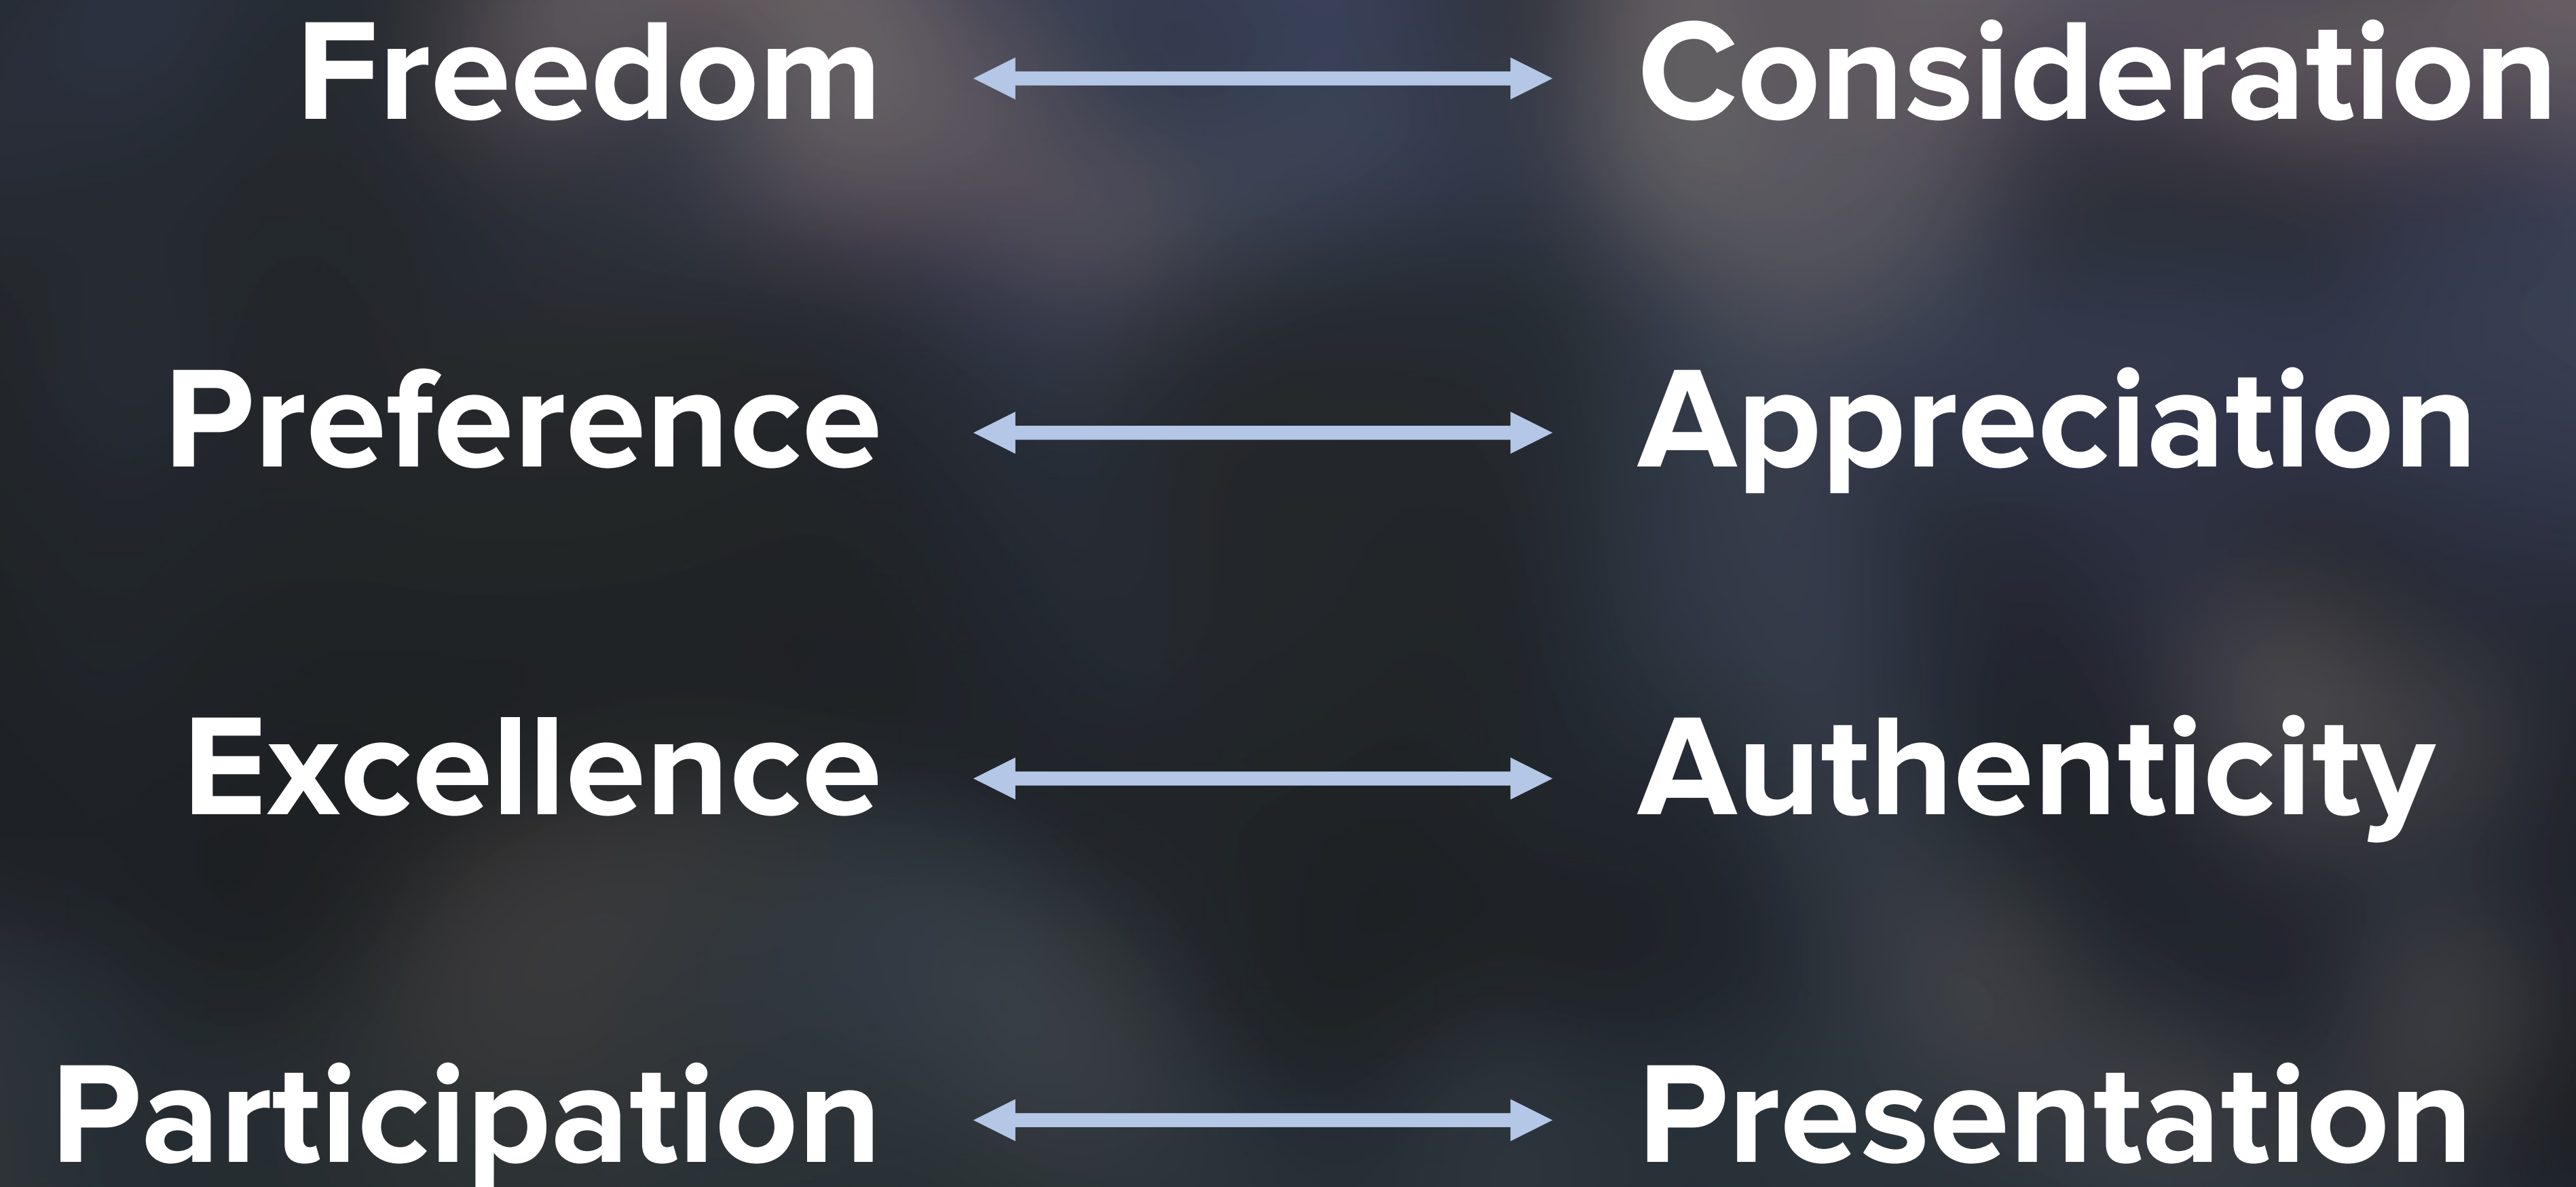 Freedom Consideration
Preference Appreciation
Excellence Authenticity
Participation Presentation